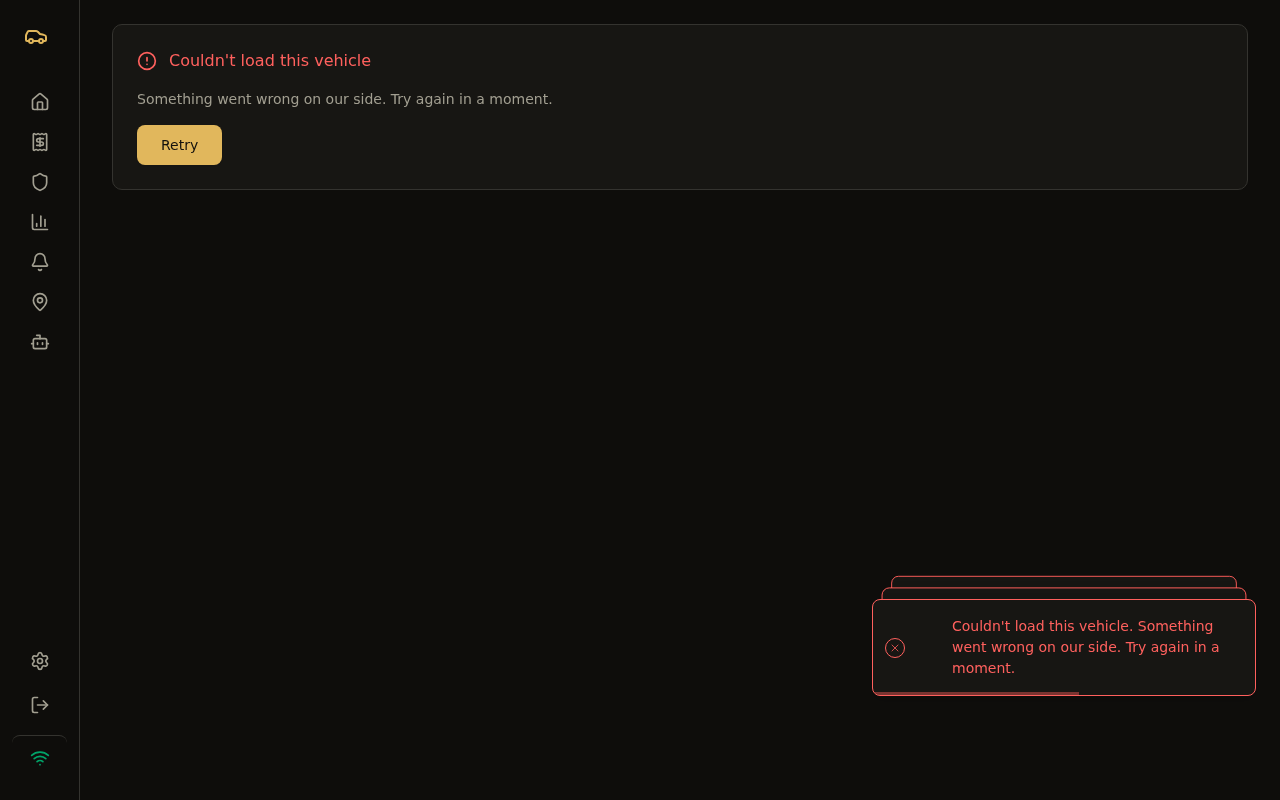 Couldn't load this vehicle
Something went wrong on our side. Try again in a moment.
Retry
Couldn't load this vehicle. Something
went wrong on our side. Try again in a
moment.